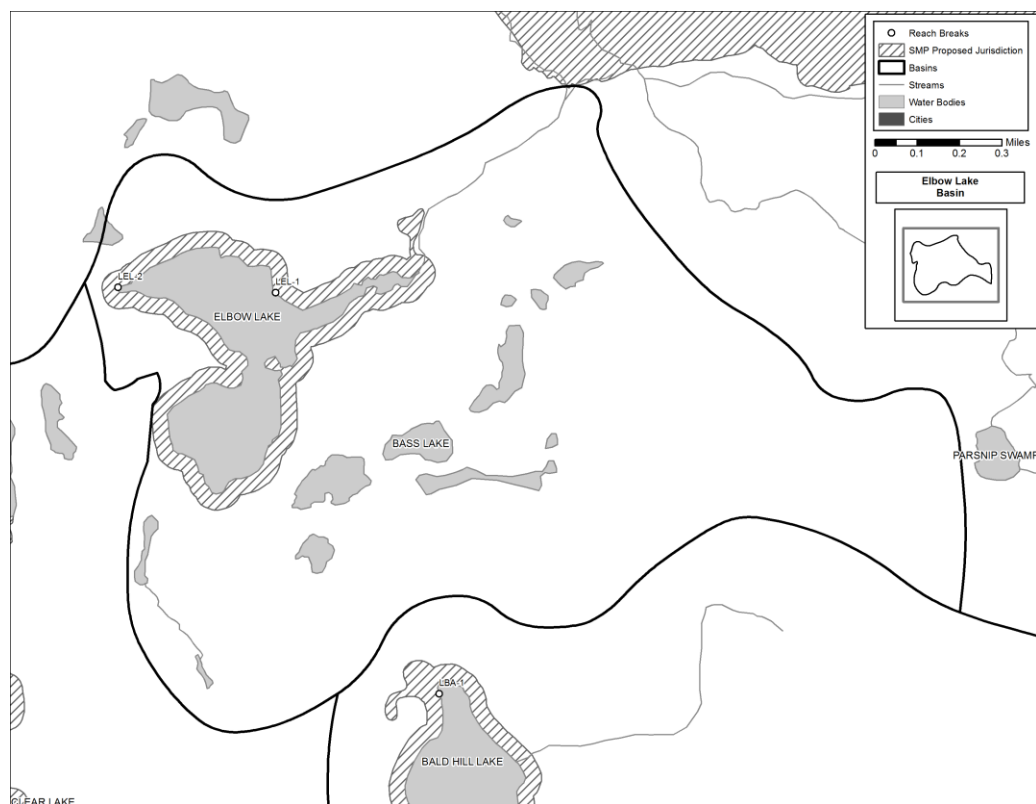 Reach Breaks
SMP Proposed Jurisdiction
Basins
Streams
Water Bodies
Cities
Miles
0 0.1 0.2 0.3
Elbow Lake
Basin
LEL-2
LEL-1
ELBOW LAKE
BASS LAKE
PARSNIP SWAMP
LBA-1
BALD HILL LAKE
CLEAR LAKE